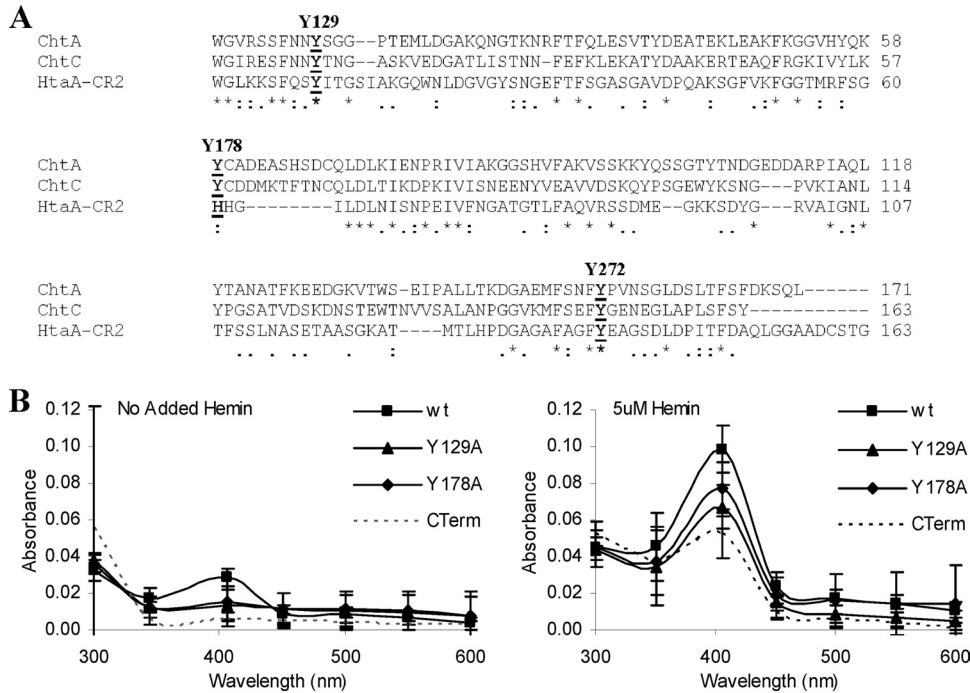 A
Y129
ChtA WGVRSSFNNYSGG--PTEMLDGAKQNGTKNRFTFQLESVTYDEATEKLEAKFKGGVHYQK 58
ChtC WGIRESFNNYTNG--ASKVEDGATLISTNN-FEFKLEKATYDAAKERTEAQFRGKIVYLK 57
HtaA-CR2 WGLKKSFQSYITGSIAKGQWNLDGVGYSNGEFTFSGASGAVDPQAKSGFVKFGGTMRFSG 60
Y178
ChtA YCADEASHSDCQLDLKIENPRIVIAKGGSHVFAKVSSKKYQSSGTYTNDGEDDARPIAQL 118
ChtC YCDDMKTFTNCQLDLTIKDPKIVISNEENYVEAVVDSKQYPSGEWYKSNG---PVKIANL 114
HtaA-CR2 HHG--------ILDLNISNPEIVFNGATGTLFAQVRSSDME--GKKSDYG---RVAIGNL 107
Y272
ChtA YTANATFKEEDGKVTWS-EIPALLTKDGAEMFSNFYPVNSGLDSLTFSFDKSQL------ 171
ChtC YPGSATVDSKDNSTEWTNVVSALANPGGVKMFSEFYGENEGLAPLSFSY----------- 163
HtaA-CR2 TFSSLNASETAASGKAT----MTLHPDGAGAFAGFYEAGSGLDPITFDAQLGGAADCSTG 163
B
No Added Hemin
wt
Y129A
Y178A
CTerm
Absorbance
0.12
0.10
0.08
0.06
0.04
0.02
0.00
300 400 500 600
Wavelength (nm)
5uM Hemin
wt
Y129A
Y178A
CTerm
Absorbance
0.12
0.10
0.08
0.06
0.04
0.02
0.00
300 400 500 600
Wavelength (nm)